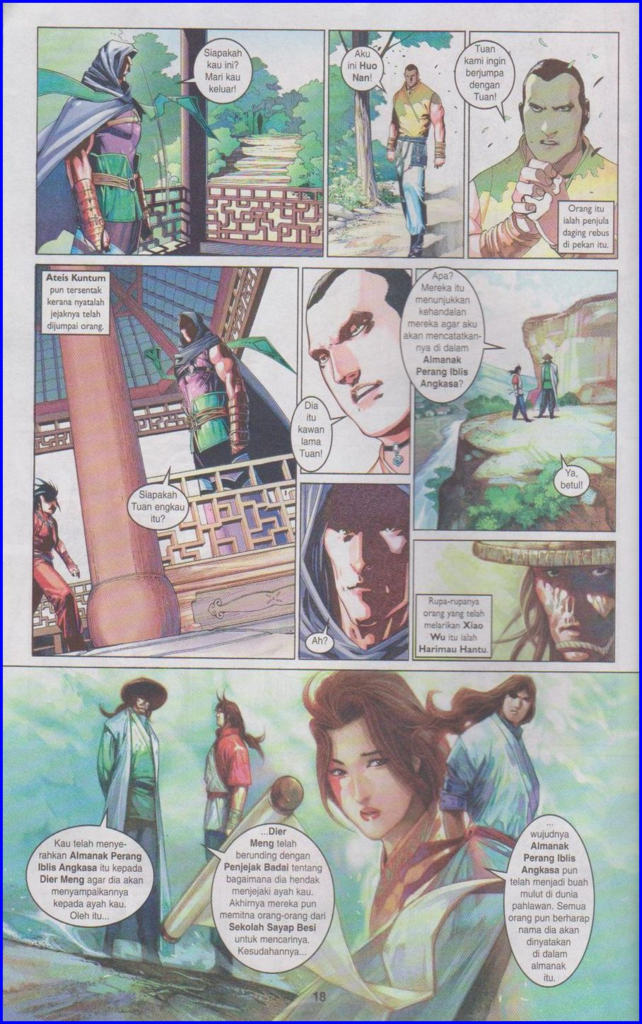 Siapakah
kau ini?
Mari kau
keluar!
Aku
ini Huo
Nan!
Tuan
kami ingin
berjumpa
dengan
Tuan!
Orang itu
ialah penjula
daging rebus
di pekan itu.
Ateis Kuntum
pun tersentak
kerana nyatalah
jejaknya telah
dijumpai orang.
Siapakah
Tuan engkau
itu?
Dia
itu
kawan
lama
Tuan!
Ah?
Apa?
Mereka itu
menunjukkan
kehandalan
mereka agar aku
akan mencatatkan-
nya di dalam
Almanak
Perang Iblis
Angkasa?
Ya,
betul!
Rupa-rupanya
orang yang telah
melarikan Xiao
Wu itu ialah
Harimau Hantu.
Kau telah menye-
rahkan Almanak Perang
Iblis Angkasa itu kepada
Dier Meng agar dia akan
menyampaikannya
kepada ayah kau.
Oleh itu...
...Dier
Meng telah
berunding dengan
Penjejak Badai tentang
bagaimana dia hendak
menjejaki ayah kau.
Akhirnya mereka pun
memitna orang-orang dari
Sekolah Sayap Besi
untuk mencarinya.
Kesudahannya...
...
wujudnya
Almanak
Perang Iblis
Angkasa pun
telah menjadi buah
mulut di dunia
pahlawan. Semua
orang pun berharap
nama dia akan
dinyatakan
di dalam
almanak
itu.
18